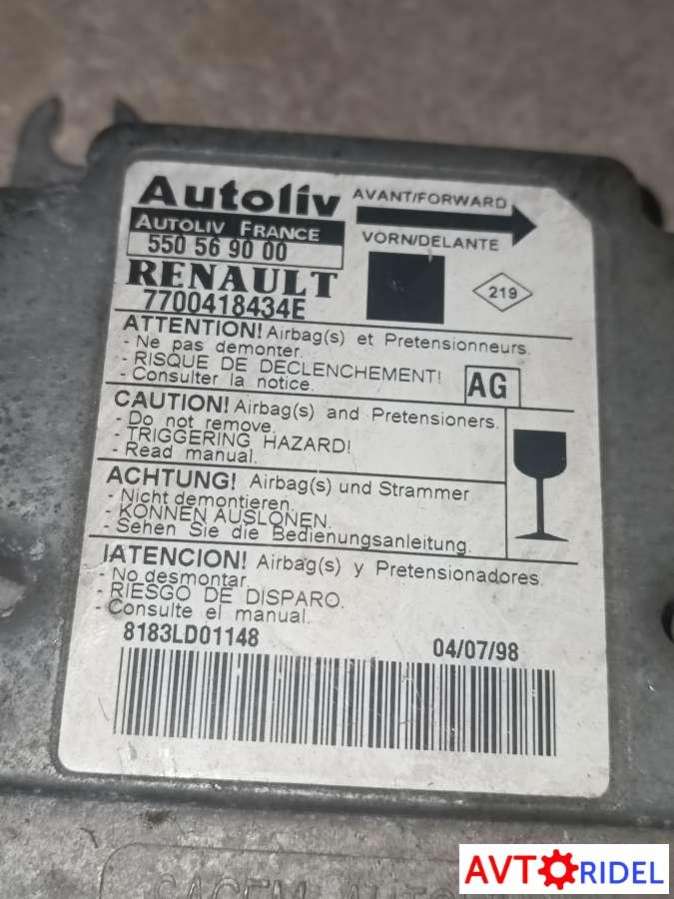 Autoliv
AUTOLIV FRANCE
550 56 90 00
AVANT/FORWARD
VORN/DELANTE
RENAULT
7700418434E
219
ATTENTION! Airbag(s) et Pretensionneurs.
- Ne pas demonter.
- RISQUE DE DECLENCHEMENT!
- Consulter la notice.
AG
CAUTION! Airbag(s) and Pretensioners.
- Do not remove.
- TRIGGERING HAZARD!
- Read manual.
ACHTUNG! Airbag(s) und Strammer
- Nicht demontieren.
- KONNEN AUSLONEN.
- Sehen Sie die Bedienungsanleitung.
!ATENCION! Airbag(s) y Pretensionadores.
- No desmontar.
- RIESGO DE DISPARO.
- Consulte el manual.
8183LD01148
04/07/98
SAGEM
AVTORIDEL